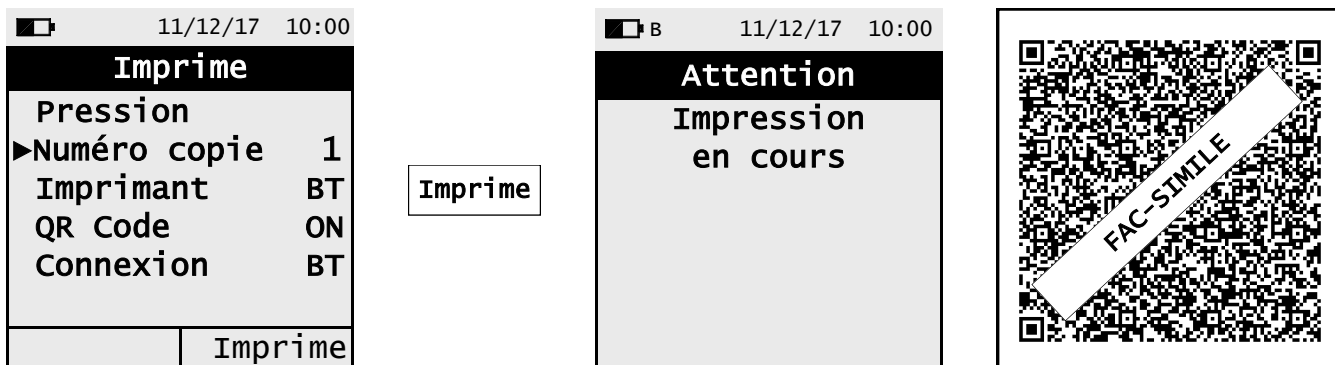 11/12/17 10:00
Imprime
Pression
▶Numéro copie 1
Imprimant BT
QR Code ON
Connexion BT
Imprime
Imprime
B 11/12/17 10:00
Attention
Impression
en cours
FAC-SIMILE